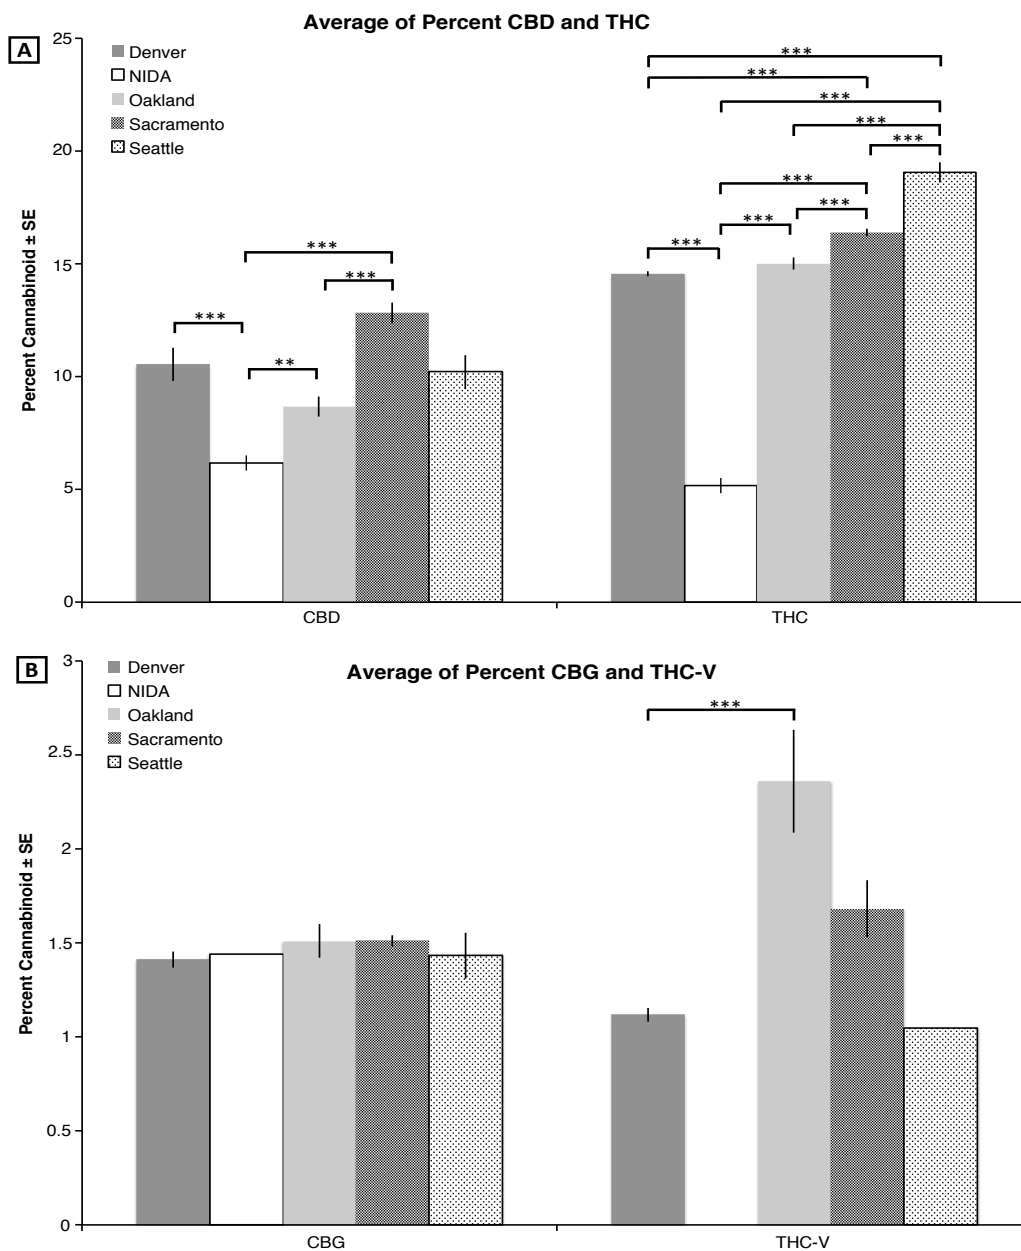 Average of Percent CBD and THC
A
25
20
15
10
5
0
Percent Cannabinoid ± SE
Denver
NIDA
Oakland
Sacramento
Seattle
***
***
***
***
***
***
***
***
***
***
***
***
**
CBD
THC
B
Average of Percent CBG and THC-V
3
2.5
2
1.5
1
0.5
0
Percent Cannabinoid ± SE
Denver
NIDA
Oakland
Sacramento
Seattle
***
CBG
THC-V